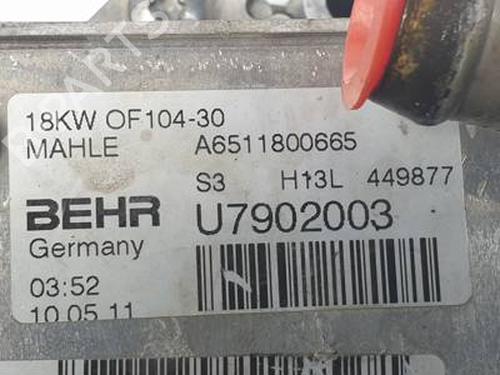 18KW OF104-30
MAHLE A6511800665
S3 H13L 449877
BEHR U7902003
Germany
03:52
10.05.11